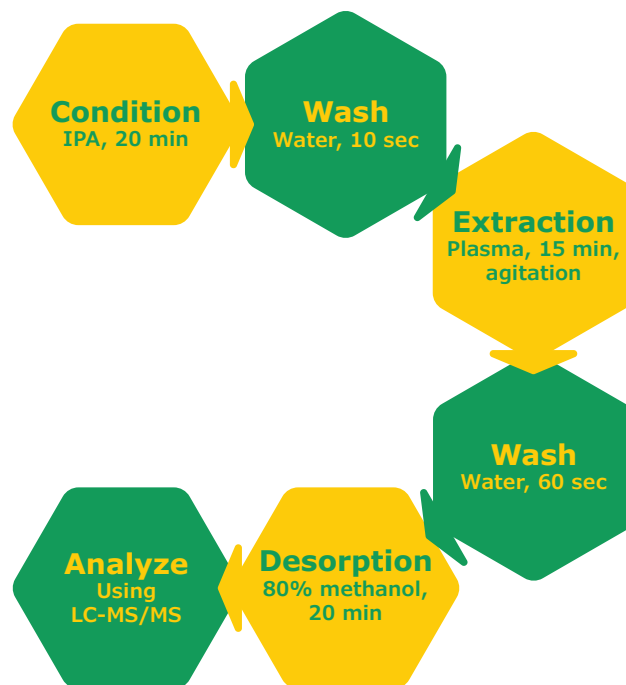 Condition
IPA, 20 min
Wash
Water, 10 sec
Extraction
Plasma, 15 min,
agitation
Wash
Water, 60 sec
Desorption
80% methanol,
20 min
Analyze
Using
LC-MS/MS